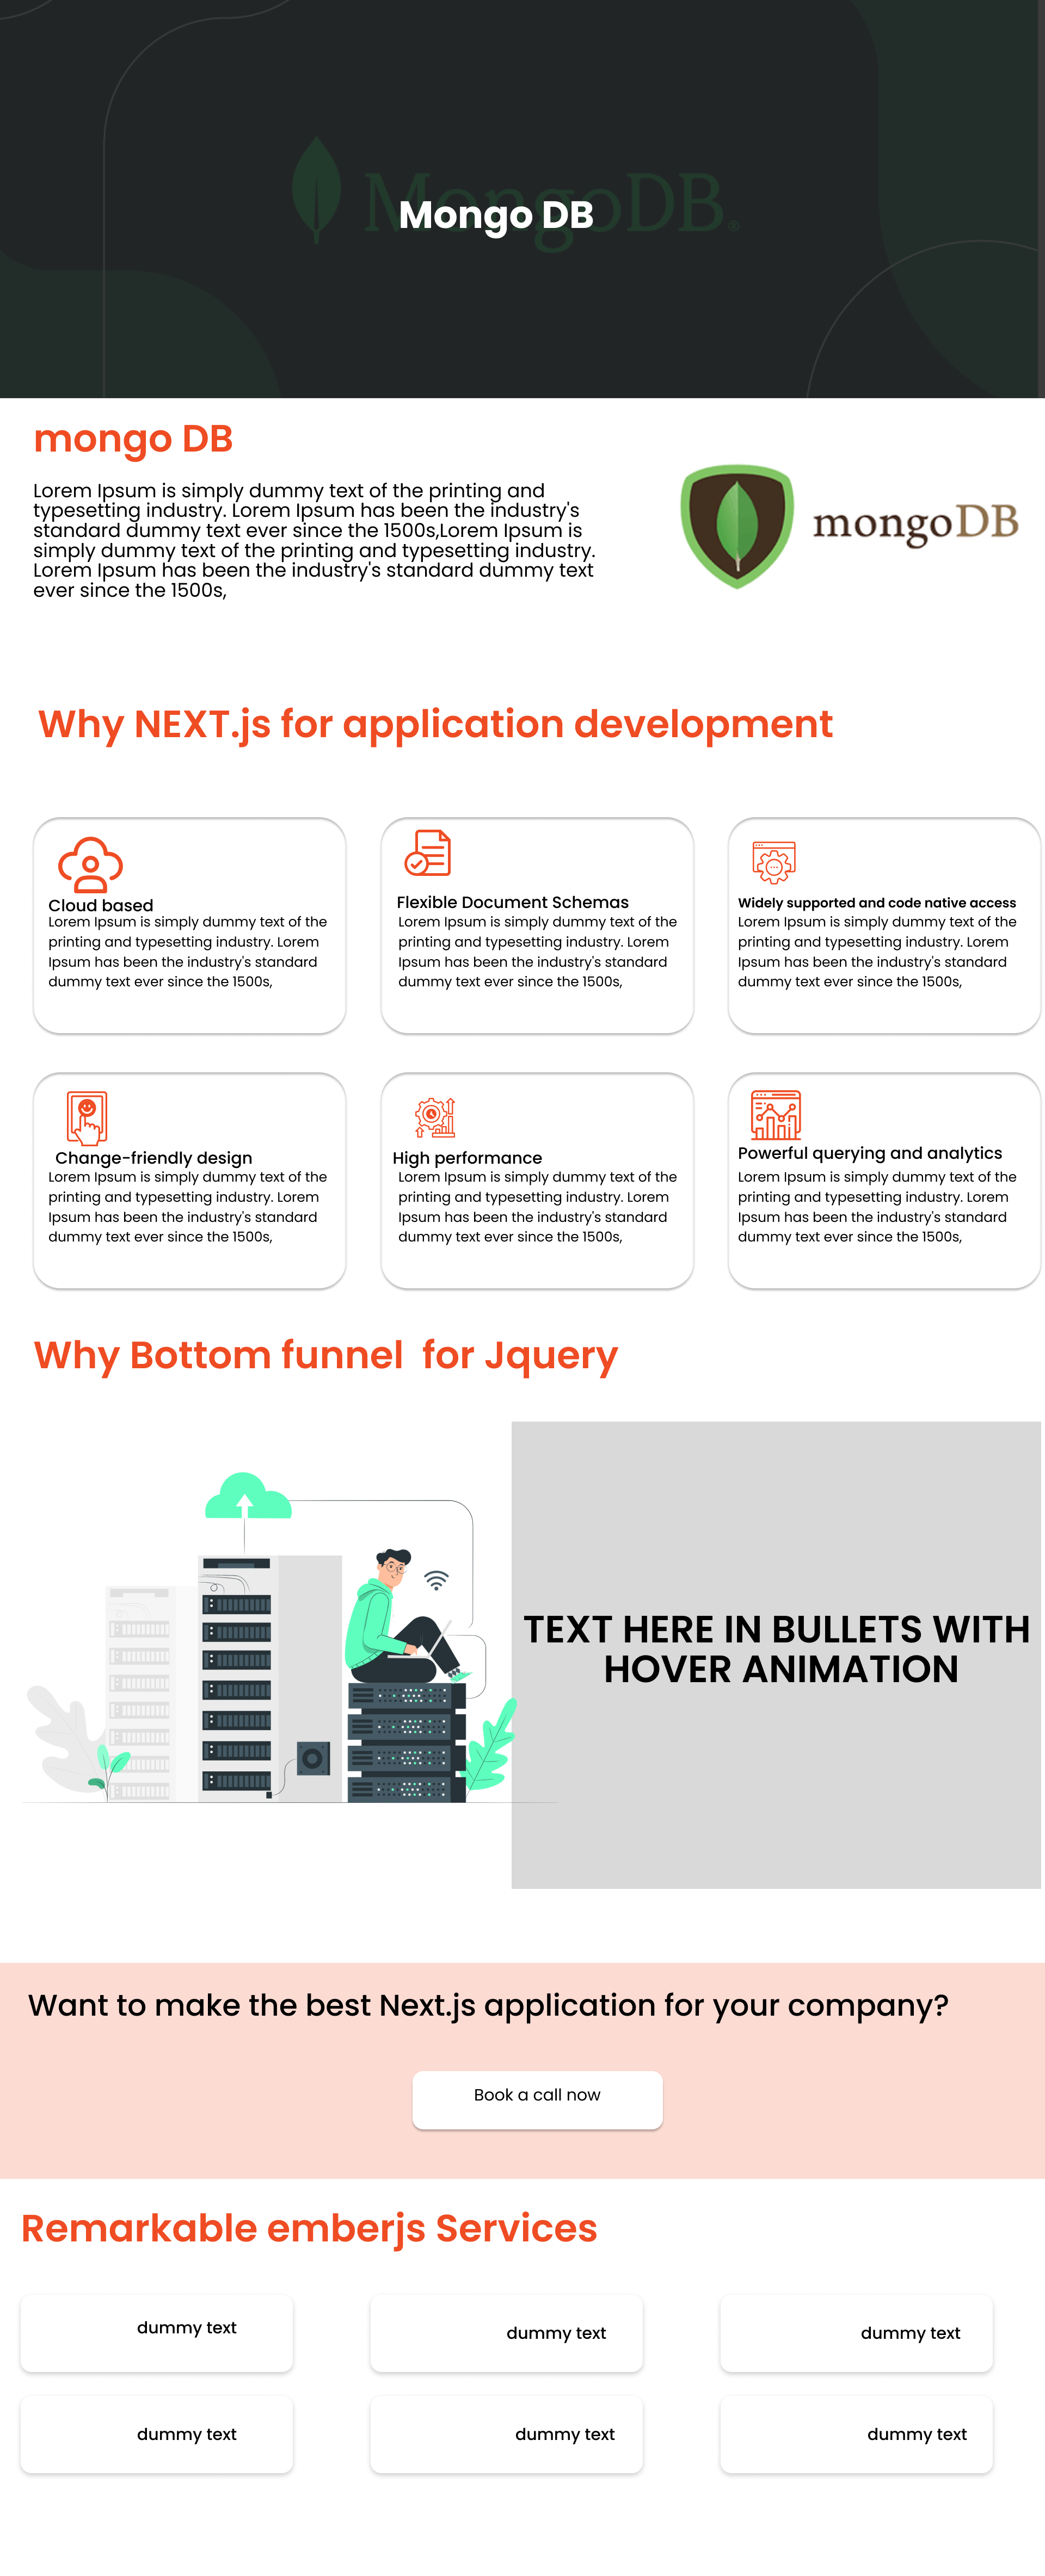 MongoDB®
Mongo DB
mongo DB
Lorem Ipsum is simply dummy text of the printing and
typesetting industry. Lorem Ipsum has been the industry's
standard dummy text ever since the 1500s,Lorem Ipsum is
simply dummy text of the printing and typesetting industry.
Lorem Ipsum has been the industry's standard dummy text
ever since the 1500s,
mongoDB
Why NEXT.js for application development
Cloud based
Lorem Ipsum is simply dummy text of the
printing and typesetting industry. Lorem
Ipsum has been the industry's standard
dummy text ever since the 1500s,
Flexible Document Schemas
Lorem Ipsum is simply dummy text of the
printing and typesetting industry. Lorem
Ipsum has been the industry's standard
dummy text ever since the 1500s,
Widely supported and code native access
Lorem Ipsum is simply dummy text of the
printing and typesetting industry. Lorem
Ipsum has been the industry's standard
dummy text ever since the 1500s,
Change-friendly design
Lorem Ipsum is simply dummy text of the
printing and typesetting industry. Lorem
Ipsum has been the industry's standard
dummy text ever since the 1500s,
High performance
Lorem Ipsum is simply dummy text of the
printing and typesetting industry. Lorem
Ipsum has been the industry's standard
dummy text ever since the 1500s,
Powerful querying and analytics
Lorem Ipsum is simply dummy text of the
printing and typesetting industry. Lorem
Ipsum has been the industry's standard
dummy text ever since the 1500s,
Why Bottom funnel  for Jquery
TEXT HERE IN BULLETS WITH
HOVER ANIMATION
Want to make the best Next.js application for your company?
Book a call now
Remarkable emberjs Services
dummy text
dummy text
dummy text
dummy text
dummy text
dummy text